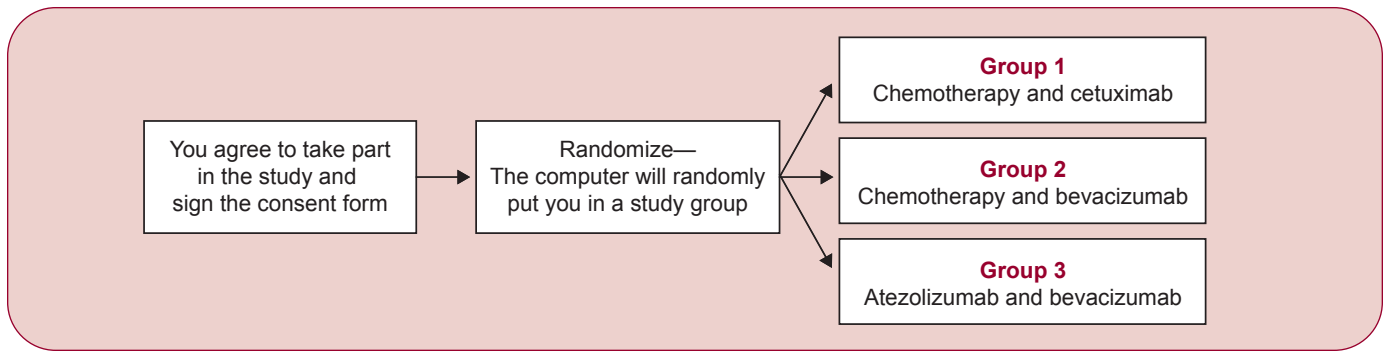 You agree to take part
in the study and
sign the consent form
Randomize—
The computer will randomly
put you in a study group
Group 1
Chemotherapy and cetuximab
Group 2
Chemotherapy and bevacizumab
Group 3
Atezolizumab and bevacizumab